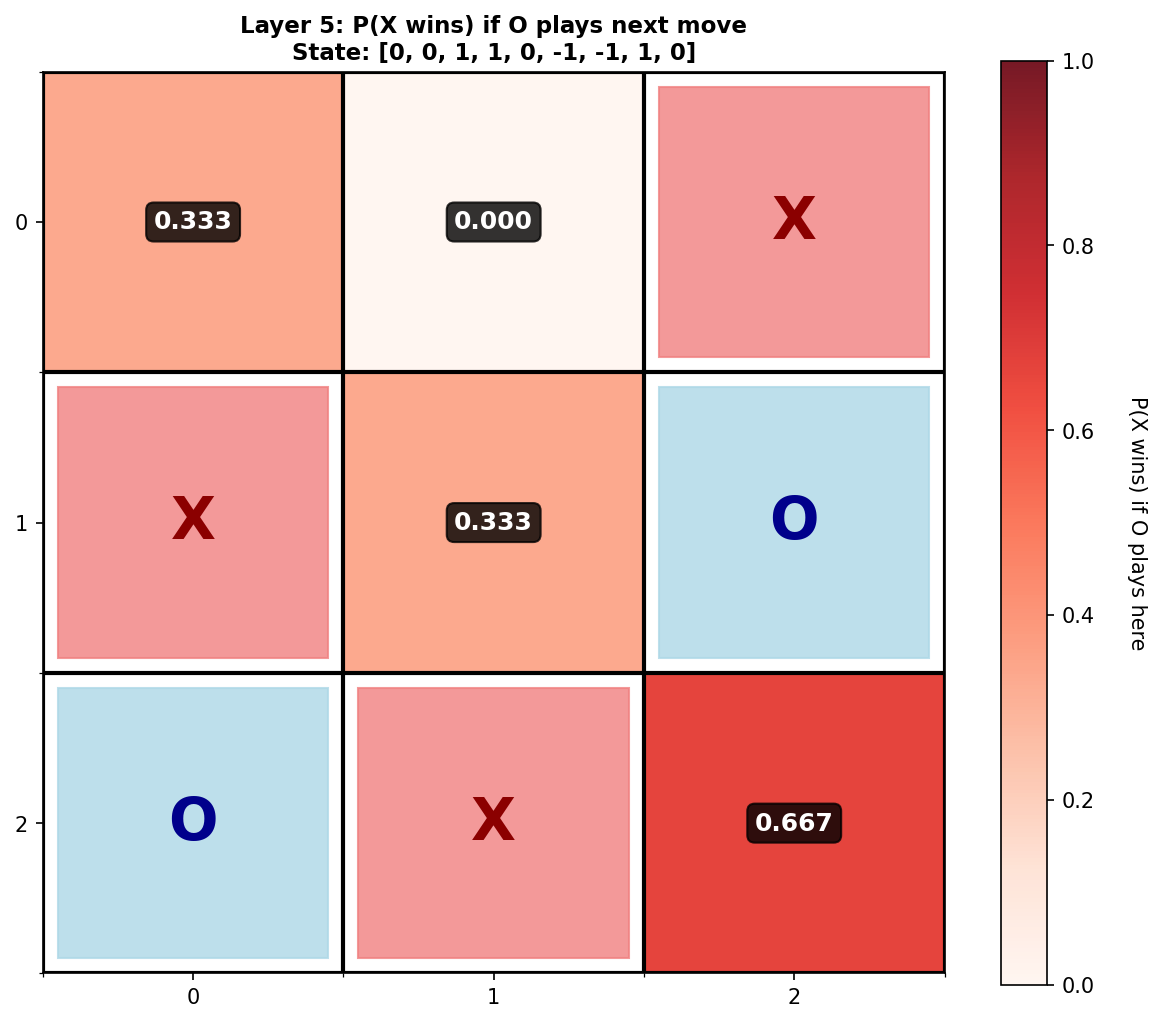 Layer 5: P(X wins) if O plays next move
State: [0, 0, 1, 1, 0, -1, -1, 1, 0]
0
0.333
0.000
X
1
X
0.333
O
2
O
X
0.667
0
1
2
1.0
0.8
0.6
0.4
0.2
0.0
P(X wins) if O plays here